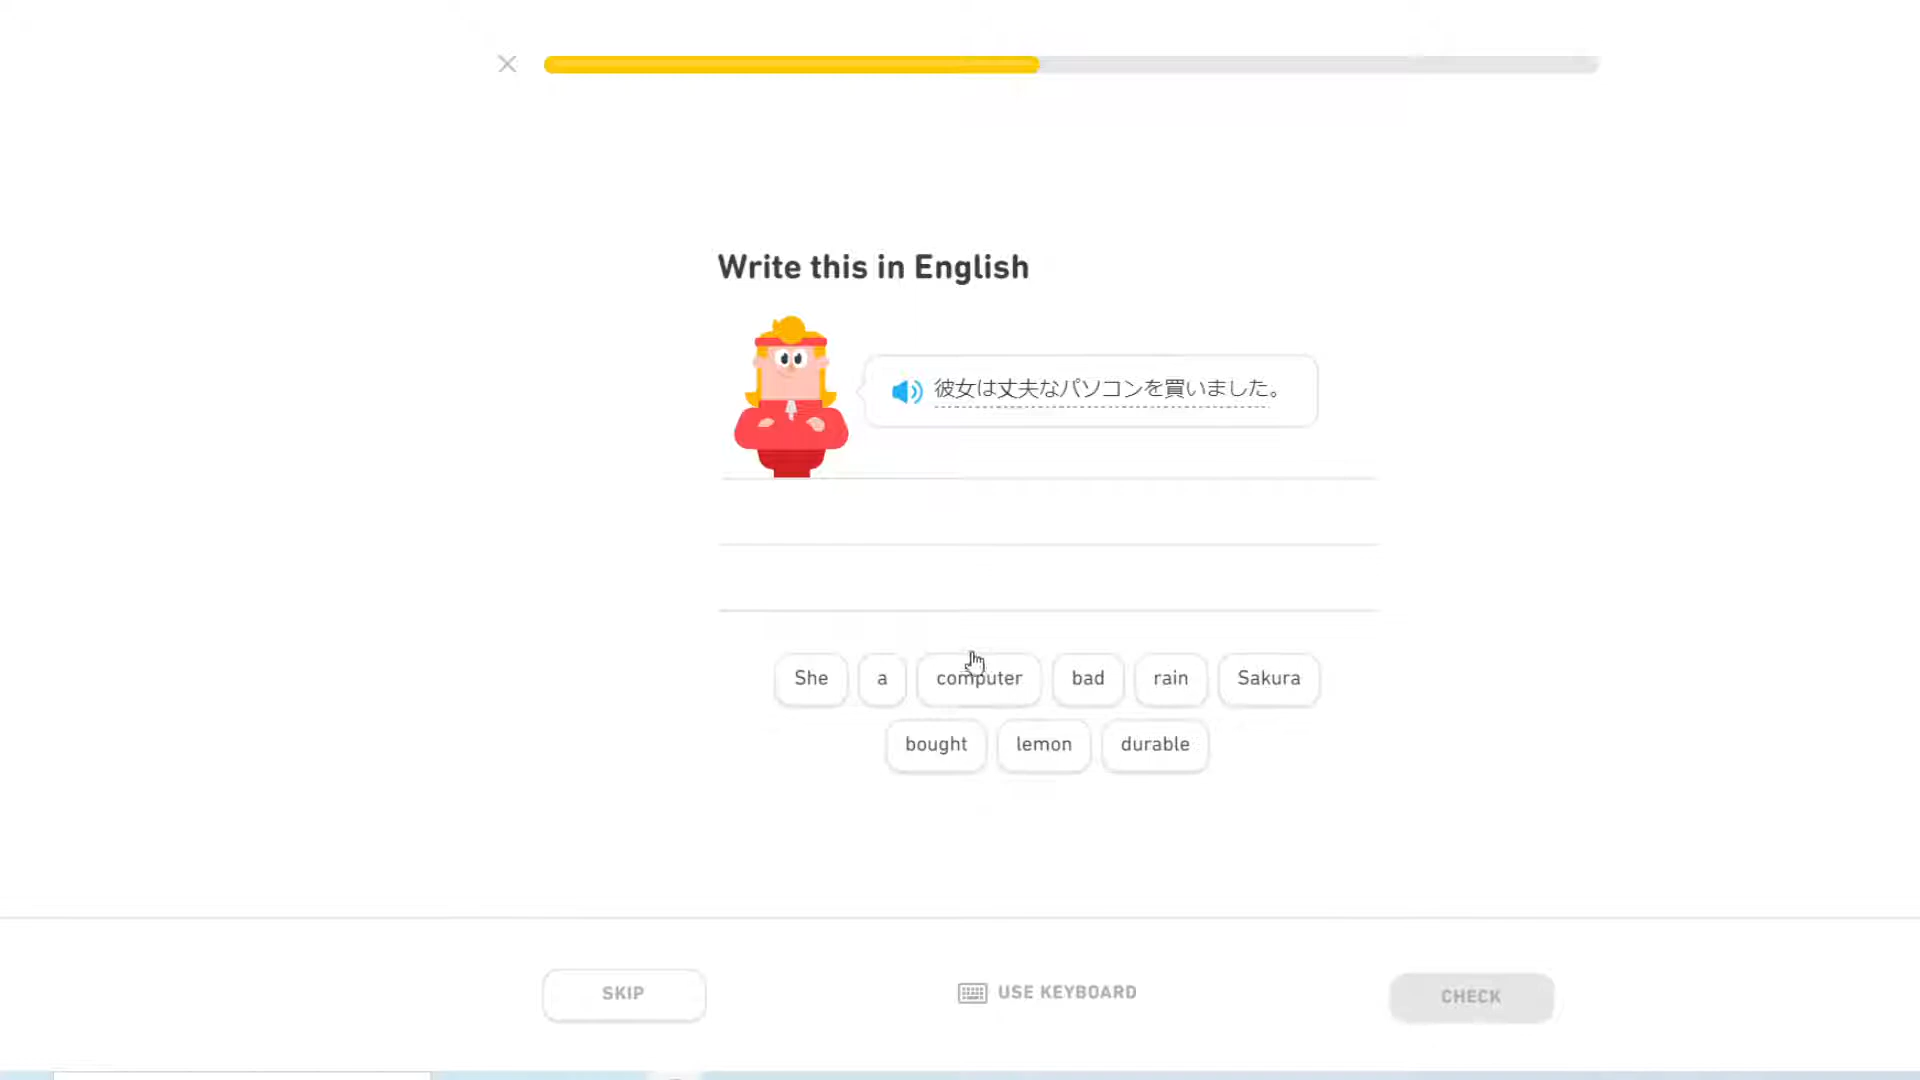 Write this in English
彼女は丈夫なパソコンを買いました。
She a computer bad rain Sakura
bought lemon durable
SKIP USE KEYBOARD CHECK